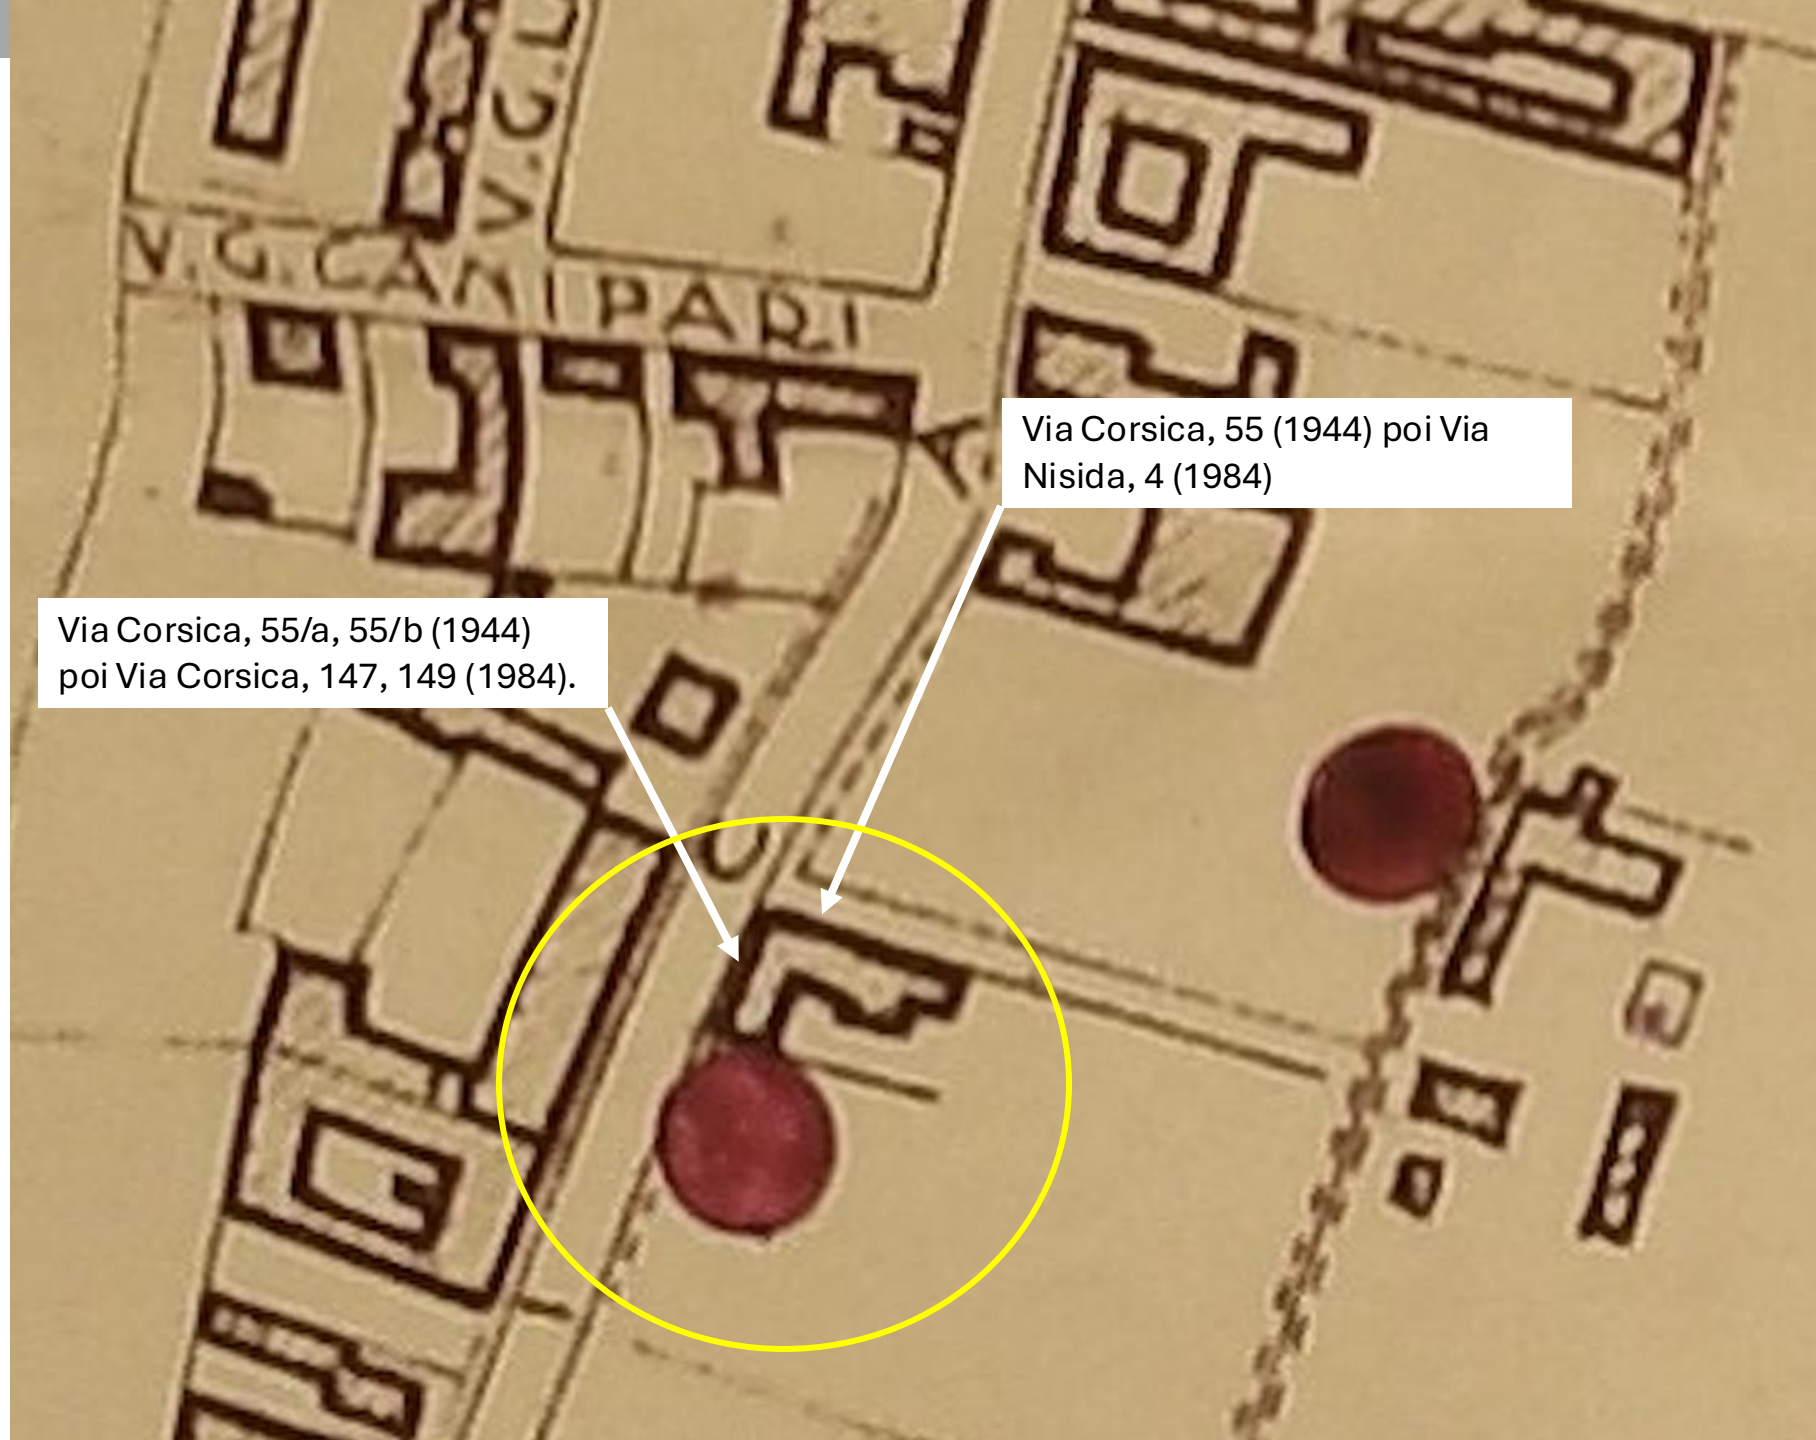 V. G. 
V. G. CANIPARI
A
Via Corsica, 55 (1944) poi Via
Nisida, 4 (1984)
Via Corsica, 55/a, 55/b (1944)
poi Via Corsica, 147, 149 (1984).